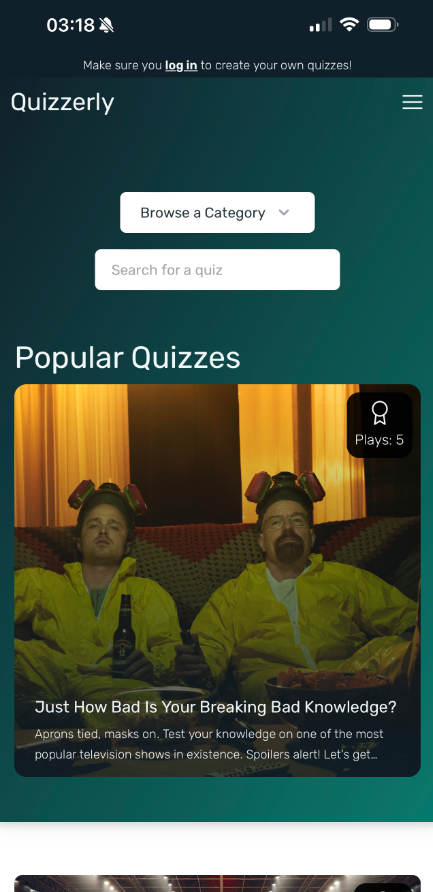 03:18
Make sure you log in to create your own quizzes!
Quizzerly
Browse a Category
Search for a quiz
Popular Quizzes
Plays: 5
Just How Bad Is Your Breaking Bad Knowledge?
Aprons tied, masks on. Test your knowledge on one of the most
popular television shows in existence. Spoilers alert! Let's get...